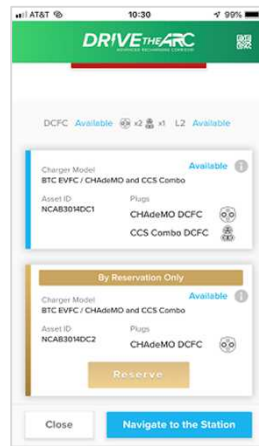 AT&T 10:30 99%
DRIVE THE ARC
ADVANCED RECHARGING CORRIDOR
DCFC Available x2 x1 L2 Available
Available
Charger Model
BTC EVFC / CHAdeMO and CCS Combo
Asset ID Plugs
NCAB3014DC1 CHAdeMO DCFC
CCS Combo DCFC
By Reservation Only
Available
Charger Model
BTC EVFC / CHAdeMO and CCS Combo
Asset ID Plugs
NCAB3014DC2 CHAdeMO DCFC
Reserve
Close Navigate to the Station